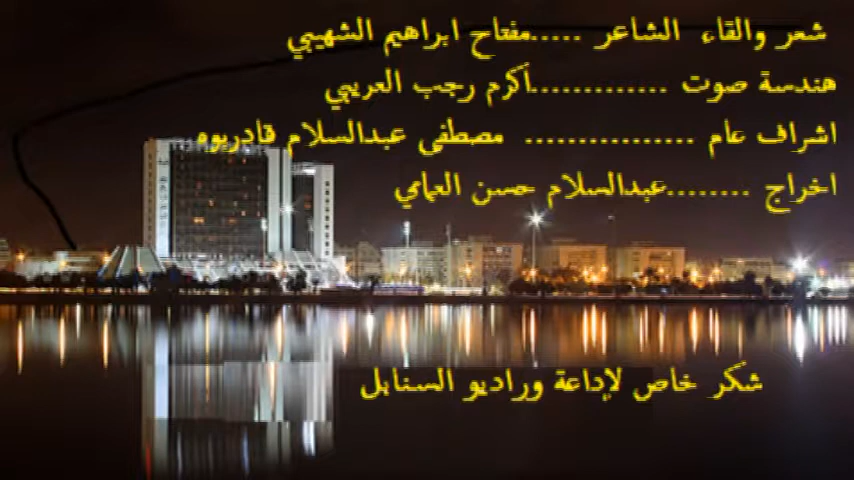 شعر والقاء الشاعر .....مفتاح ابراهيم الشهيبي
هندسة صوت .............اكرم رجب العريبي
اشراف عام ................ مصطفى عبدالسلام قادربوه
اخراج ........عبدالسلام حسن العمامي
شكر خاص لإذاعة وراديو السنابل